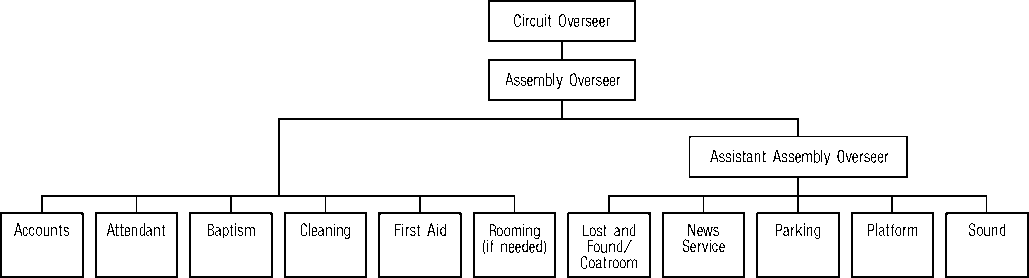 Circuit Overseer
Assembly Overseer
Assistant Assembly Overseer
Accounts
Attendant
Baptism
Cleaning
First Aid
Rooming
(if needed)
Lost and
Found/
Coatroom
News
Service
Parking
Platform
Sound